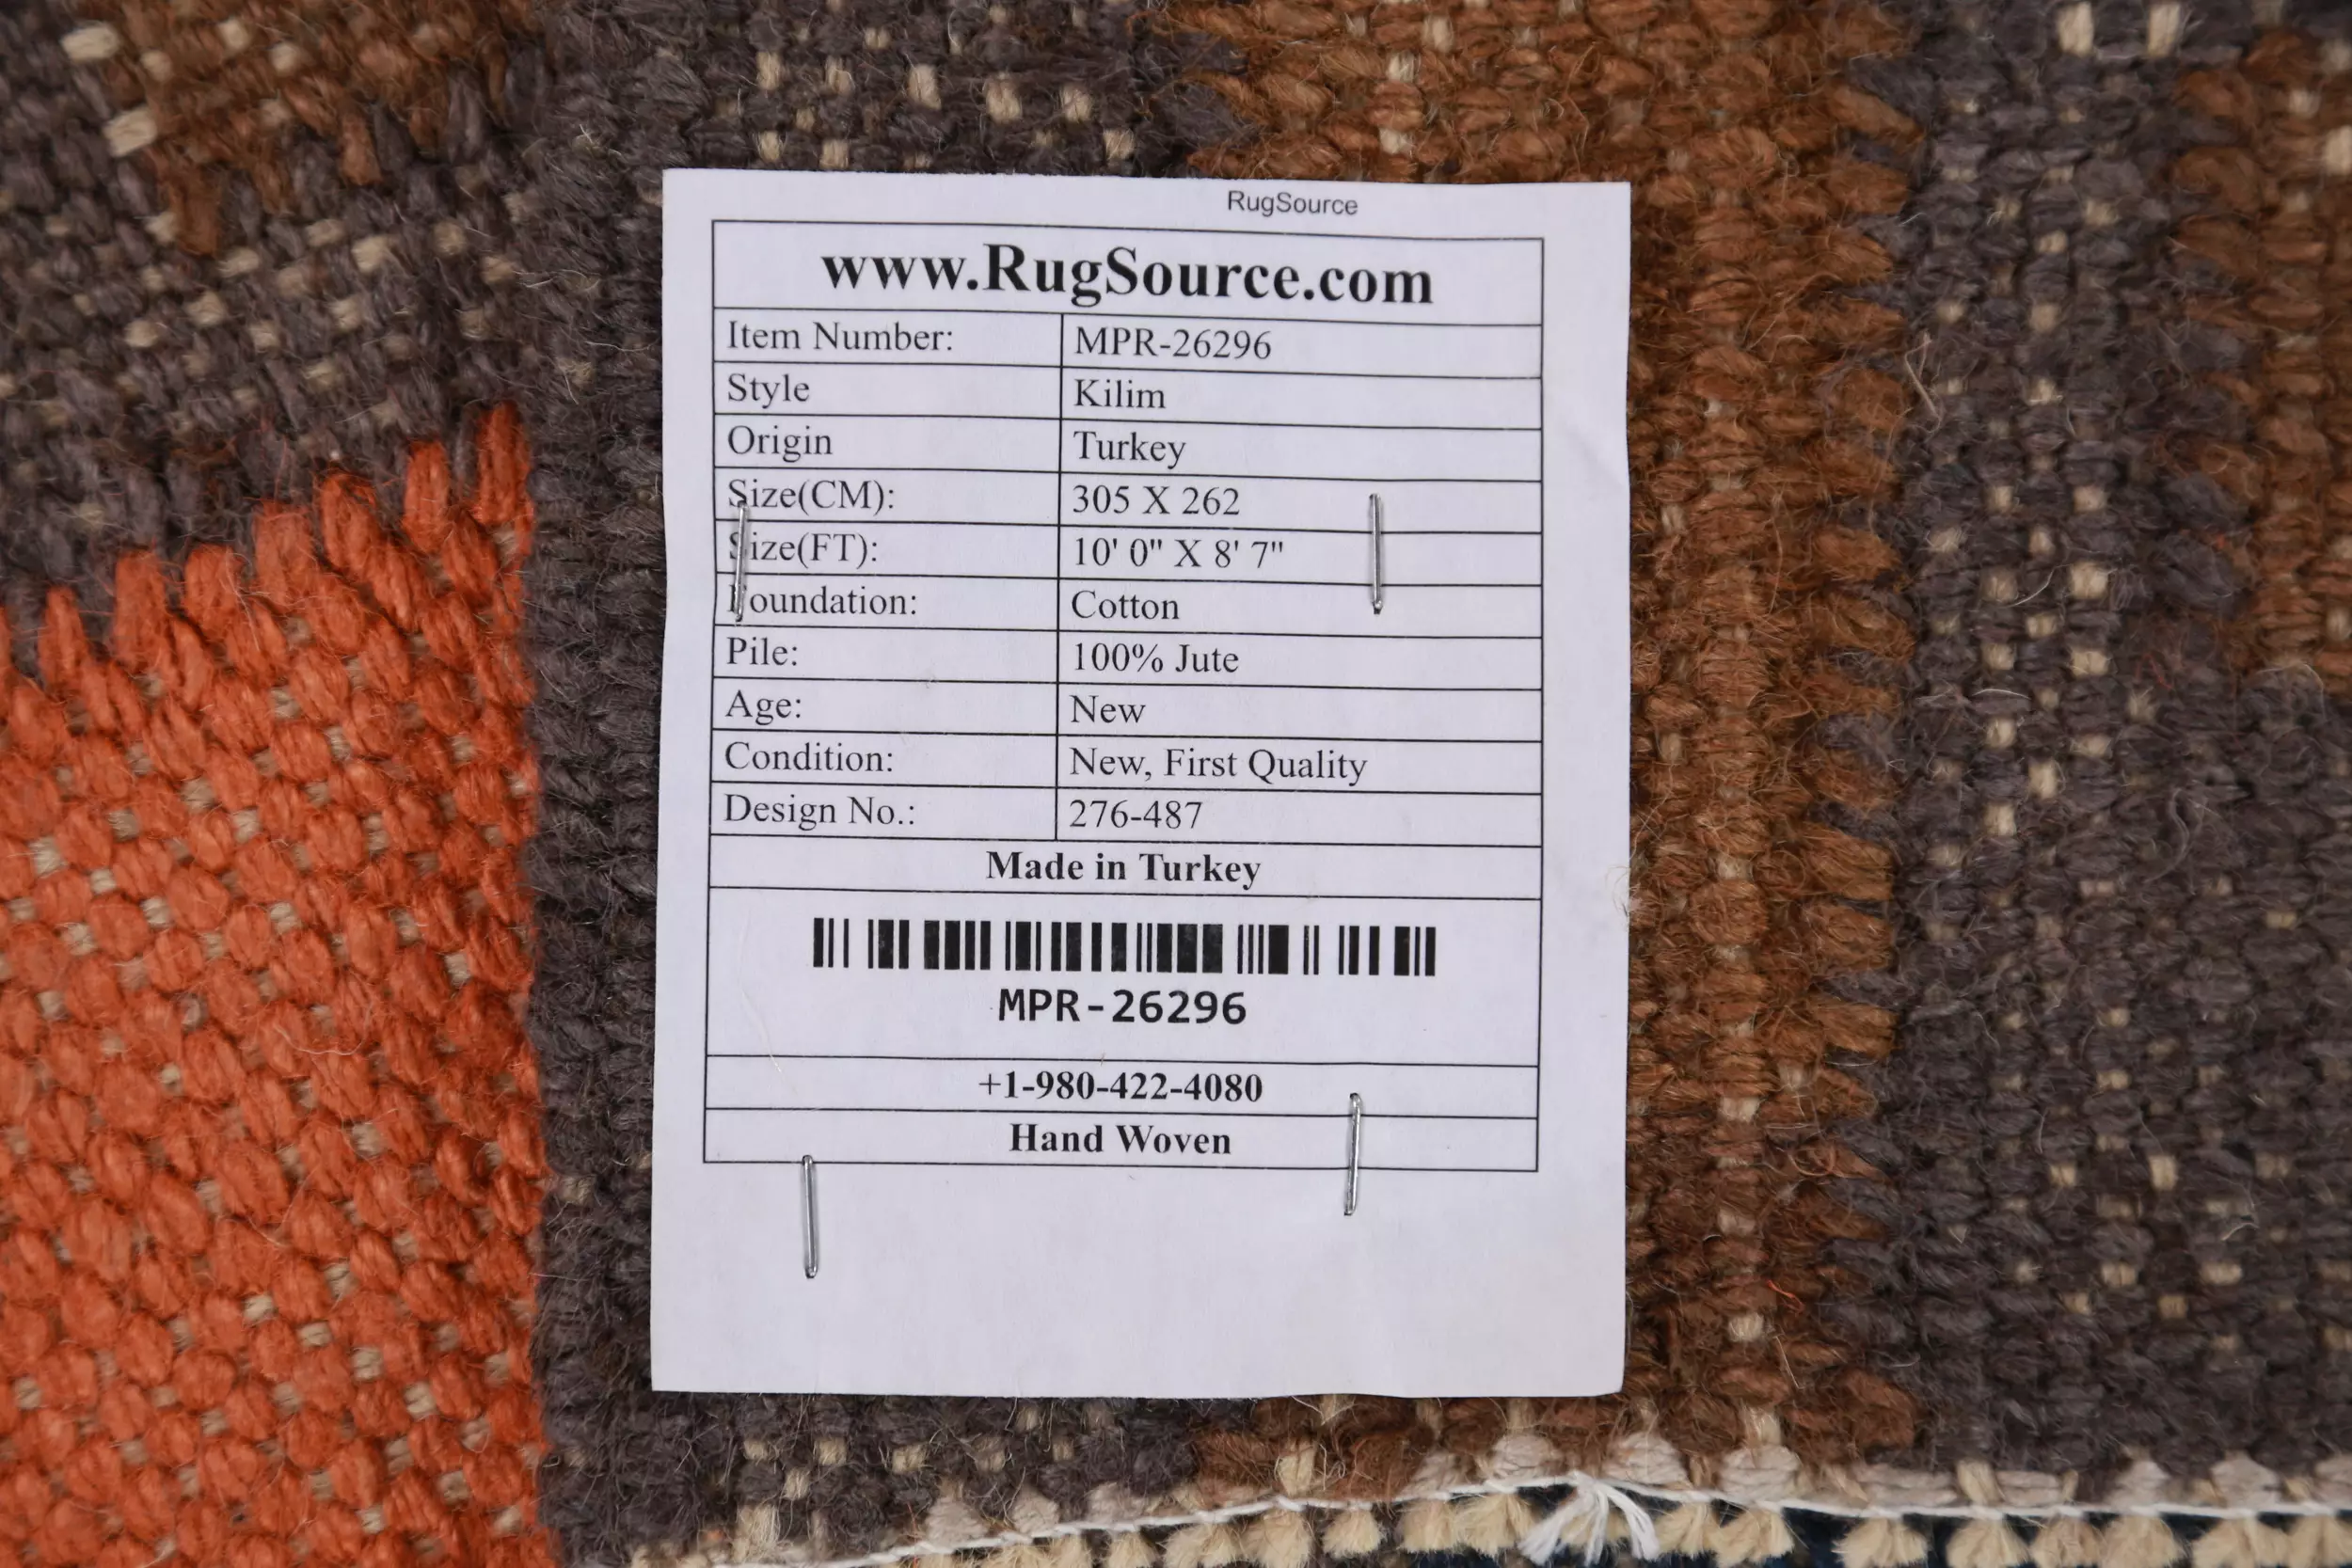 RugSource
www.RugSource.com
Item Number: MPR-26296
Style Kilim
Origin Turkey
Size(CM): 305 X 262
Size(FT): 10' 0" X 8' 7"
Foundation: Cotton
Pile: 100% Jute
Age: New
Condition: New, First Quality
Design No.: 276-487
Made in Turkey
MPR-26296
+1-980-422-4080
Hand Woven